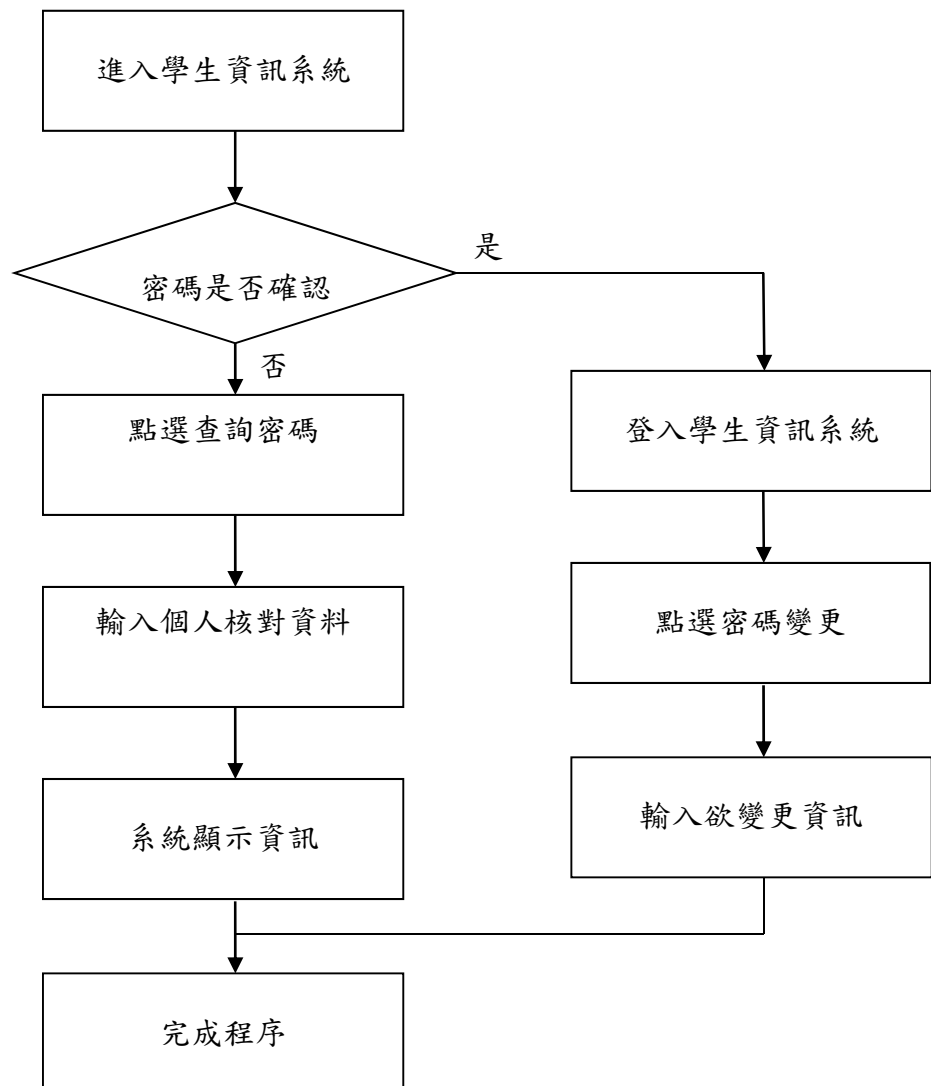 進入學生資訊系統
密碼是否確認
是
否
點選查詢密碼
登入學生資訊系統
輸入個人核對資料
點選密碼變更
系統顯示資訊
輸入欲變更資訊
完成程序